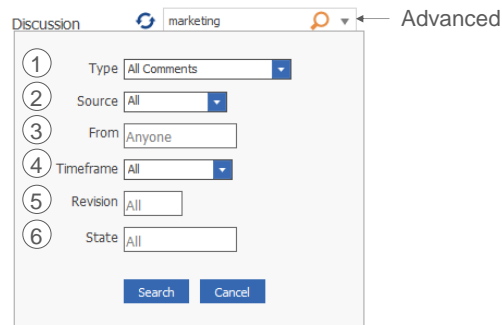 Discussion marketing Advanced
1 Type All Comments
2 Source All
3 From Anyone
4 Timeframe All
5 Revision All
6 State All
Search Cancel